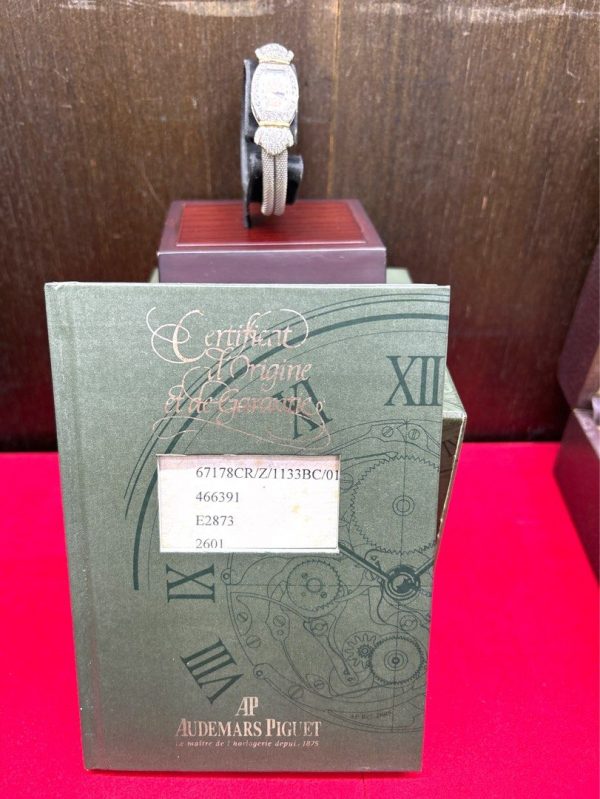 Certificat
d'Origine
et de Garantie
XII
XI
67178CR/Z/1133BC/01
466391
E2873
2601
IX
VIII
AP
AUDEMARS PIGUET
Le maître de l'horlogerie depuis 1875